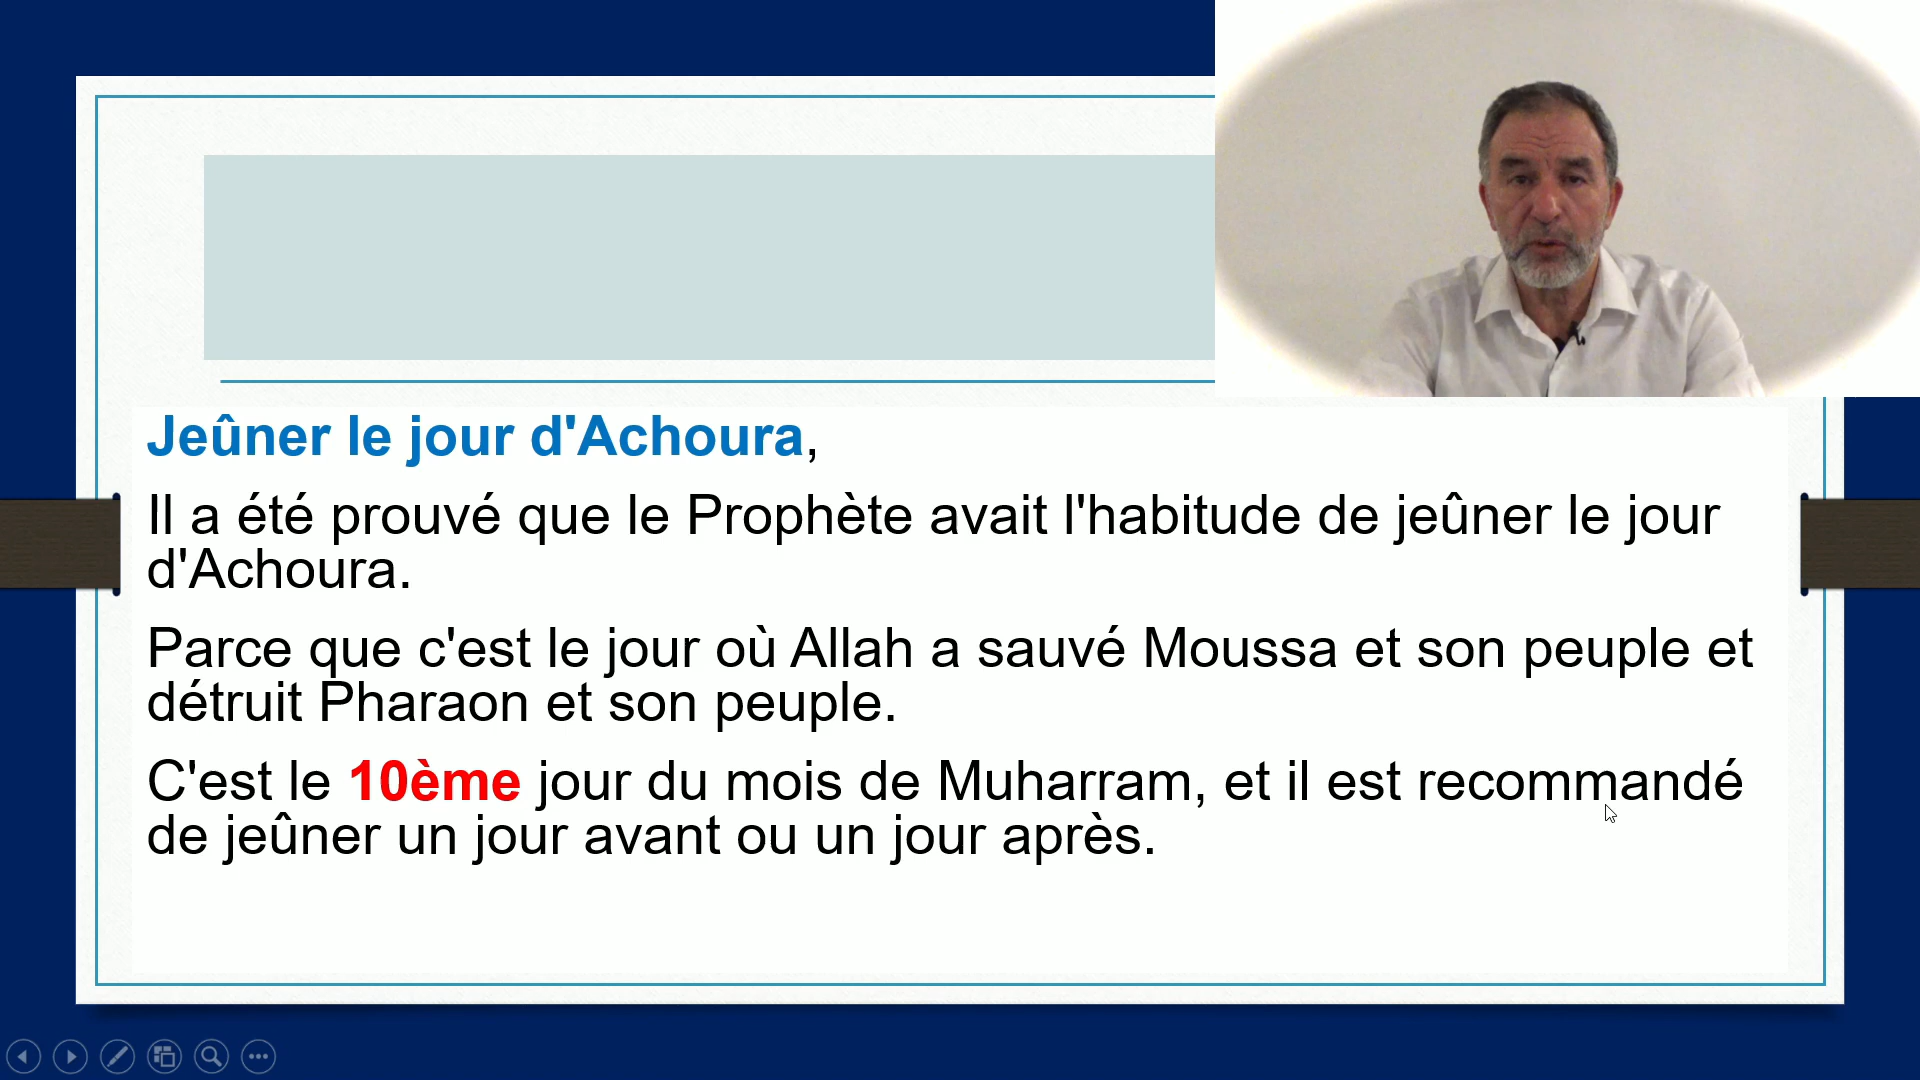 Jeûner le jour d'Achoura,
Il a été prouvé que le Prophète avait l'habitude de jeûner le jour
d'Achoura.
Parce que c'est le jour où Allah a sauvé Moussa et son peuple et
détruit Pharaon et son peuple.
C'est le 10ème jour du mois de Muharram, et il est recommandé
de jeûner un jour avant ou un jour après.